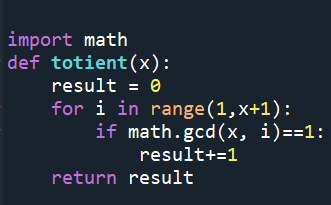 import math
def totient(x):
    result = 0
    for i in range(1,x+1):
        if math.gcd(x, i)==1:
            result+=1
    return result